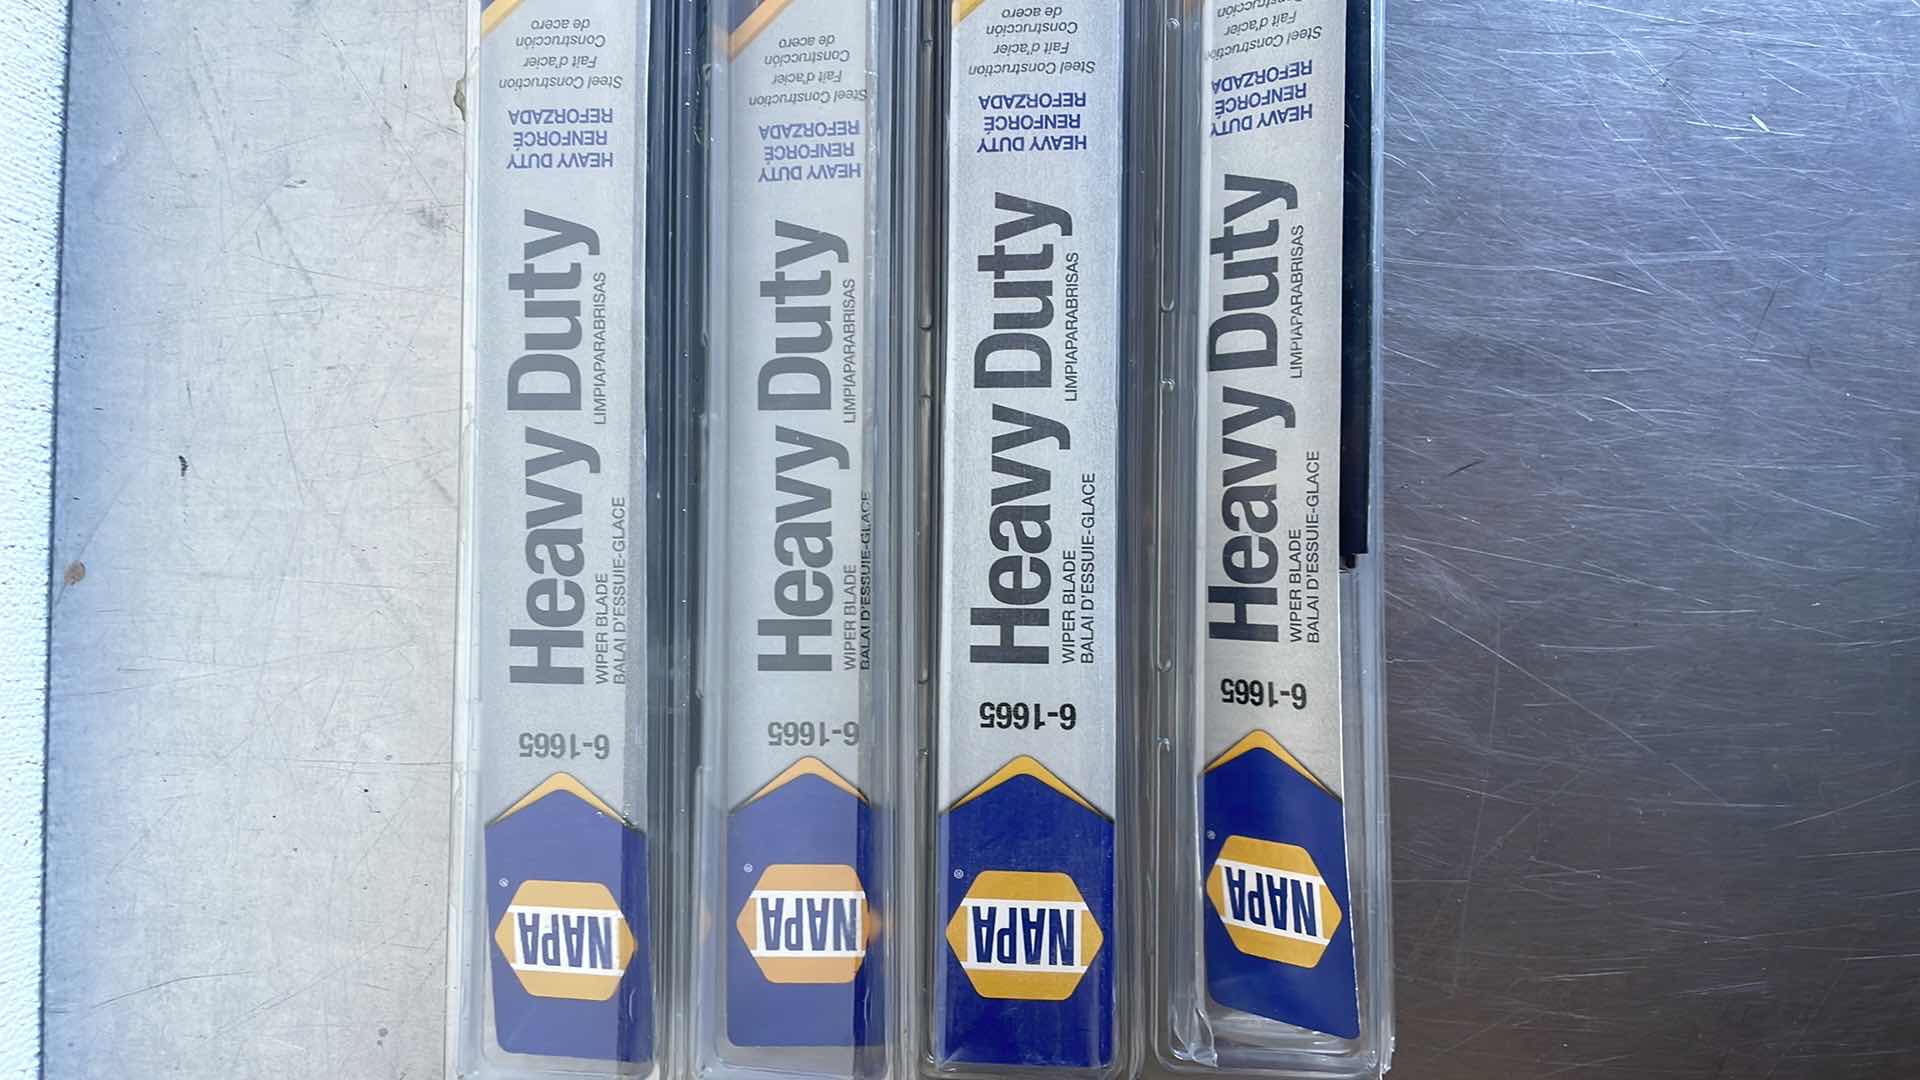 NAPA®
6-1665
Heavy Duty
WIPER BLADE LIMPIAPARABRISAS
BALAI D'ESSUIE-GLACE
HEAVY DUTY
RENFORCÉ
REFORZADA
Steel Construction
Fait d'acier
Construcción
de acero
NAPA®
6-1665
Heavy Duty
WIPER BLADE LIMPIAPARABRISAS
BALAI D'ESSUIE-GLACE
HEAVY DUTY
RENFORCÉ
REFORZADA
Steel Construction
Fait d'acier
Construcción
de acero
NAPA®
6-1665
Heavy Duty
WIPER BLADE LIMPIAPARABRISAS
BALAI D'ESSUIE-GLACE
HEAVY DUTY
RENFORCÉ
REFORZADA
Steel Construction
Fait d'acier
Construcción
de acero
NAPA®
6-1665
Heavy Duty
WIPER BLADE LIMPIAPARABRISAS
BALAI D'ESSUIE-GLACE
HEAVY DUTY
RENFORCÉ
REFORZADA
Steel Construction
Fait d'acier
Construcción